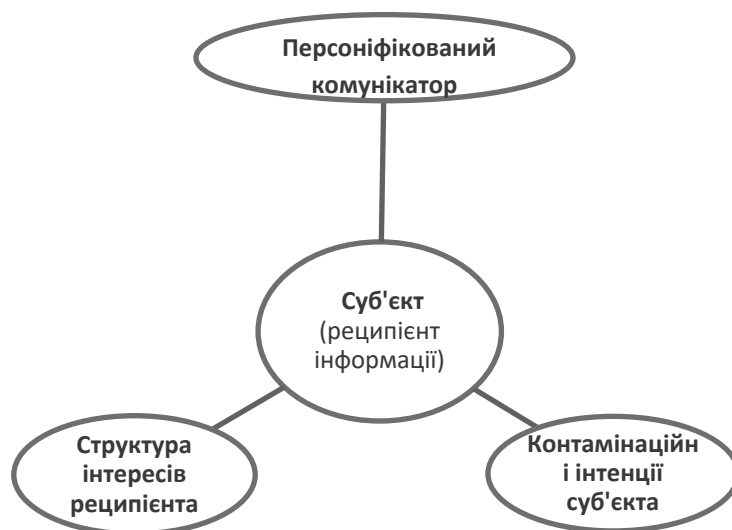 Персоніфікований
комунікатор
Суб'єкт
(реципієнт
інформації)
Структура
інтересів
реципієнта
Контамінаційн
і інтенції
суб'єкта